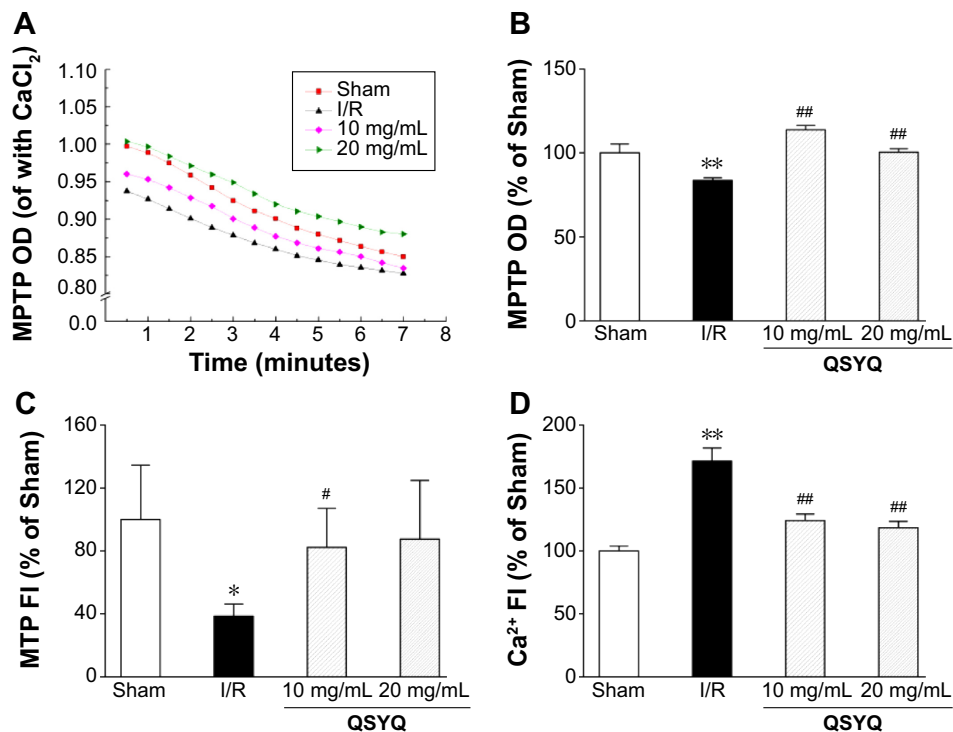 A
MPTP OD (of with CaCl₂)
1.10
1.05
1.00
0.95
0.90
0.85
0.80
0.0
Sham
I/R
10 mg/mL
20 mg/mL
1 2 3 4 5 6 7 8
Time (minutes)
B
MPTP OD (% of Sham)
150
100
50
0
**
##
##
Sham I/R 10 mg/mL 20 mg/mL
QSYQ
C
MTP FI (% of Sham)
160
120
80
40
0
*
#
Sham I/R 10 mg/mL 20 mg/mL
QSYQ
D
Ca²⁺ FI (% of Sham)
200
150
100
50
0
**
##
##
Sham I/R 10 mg/mL 20 mg/mL
QSYQ